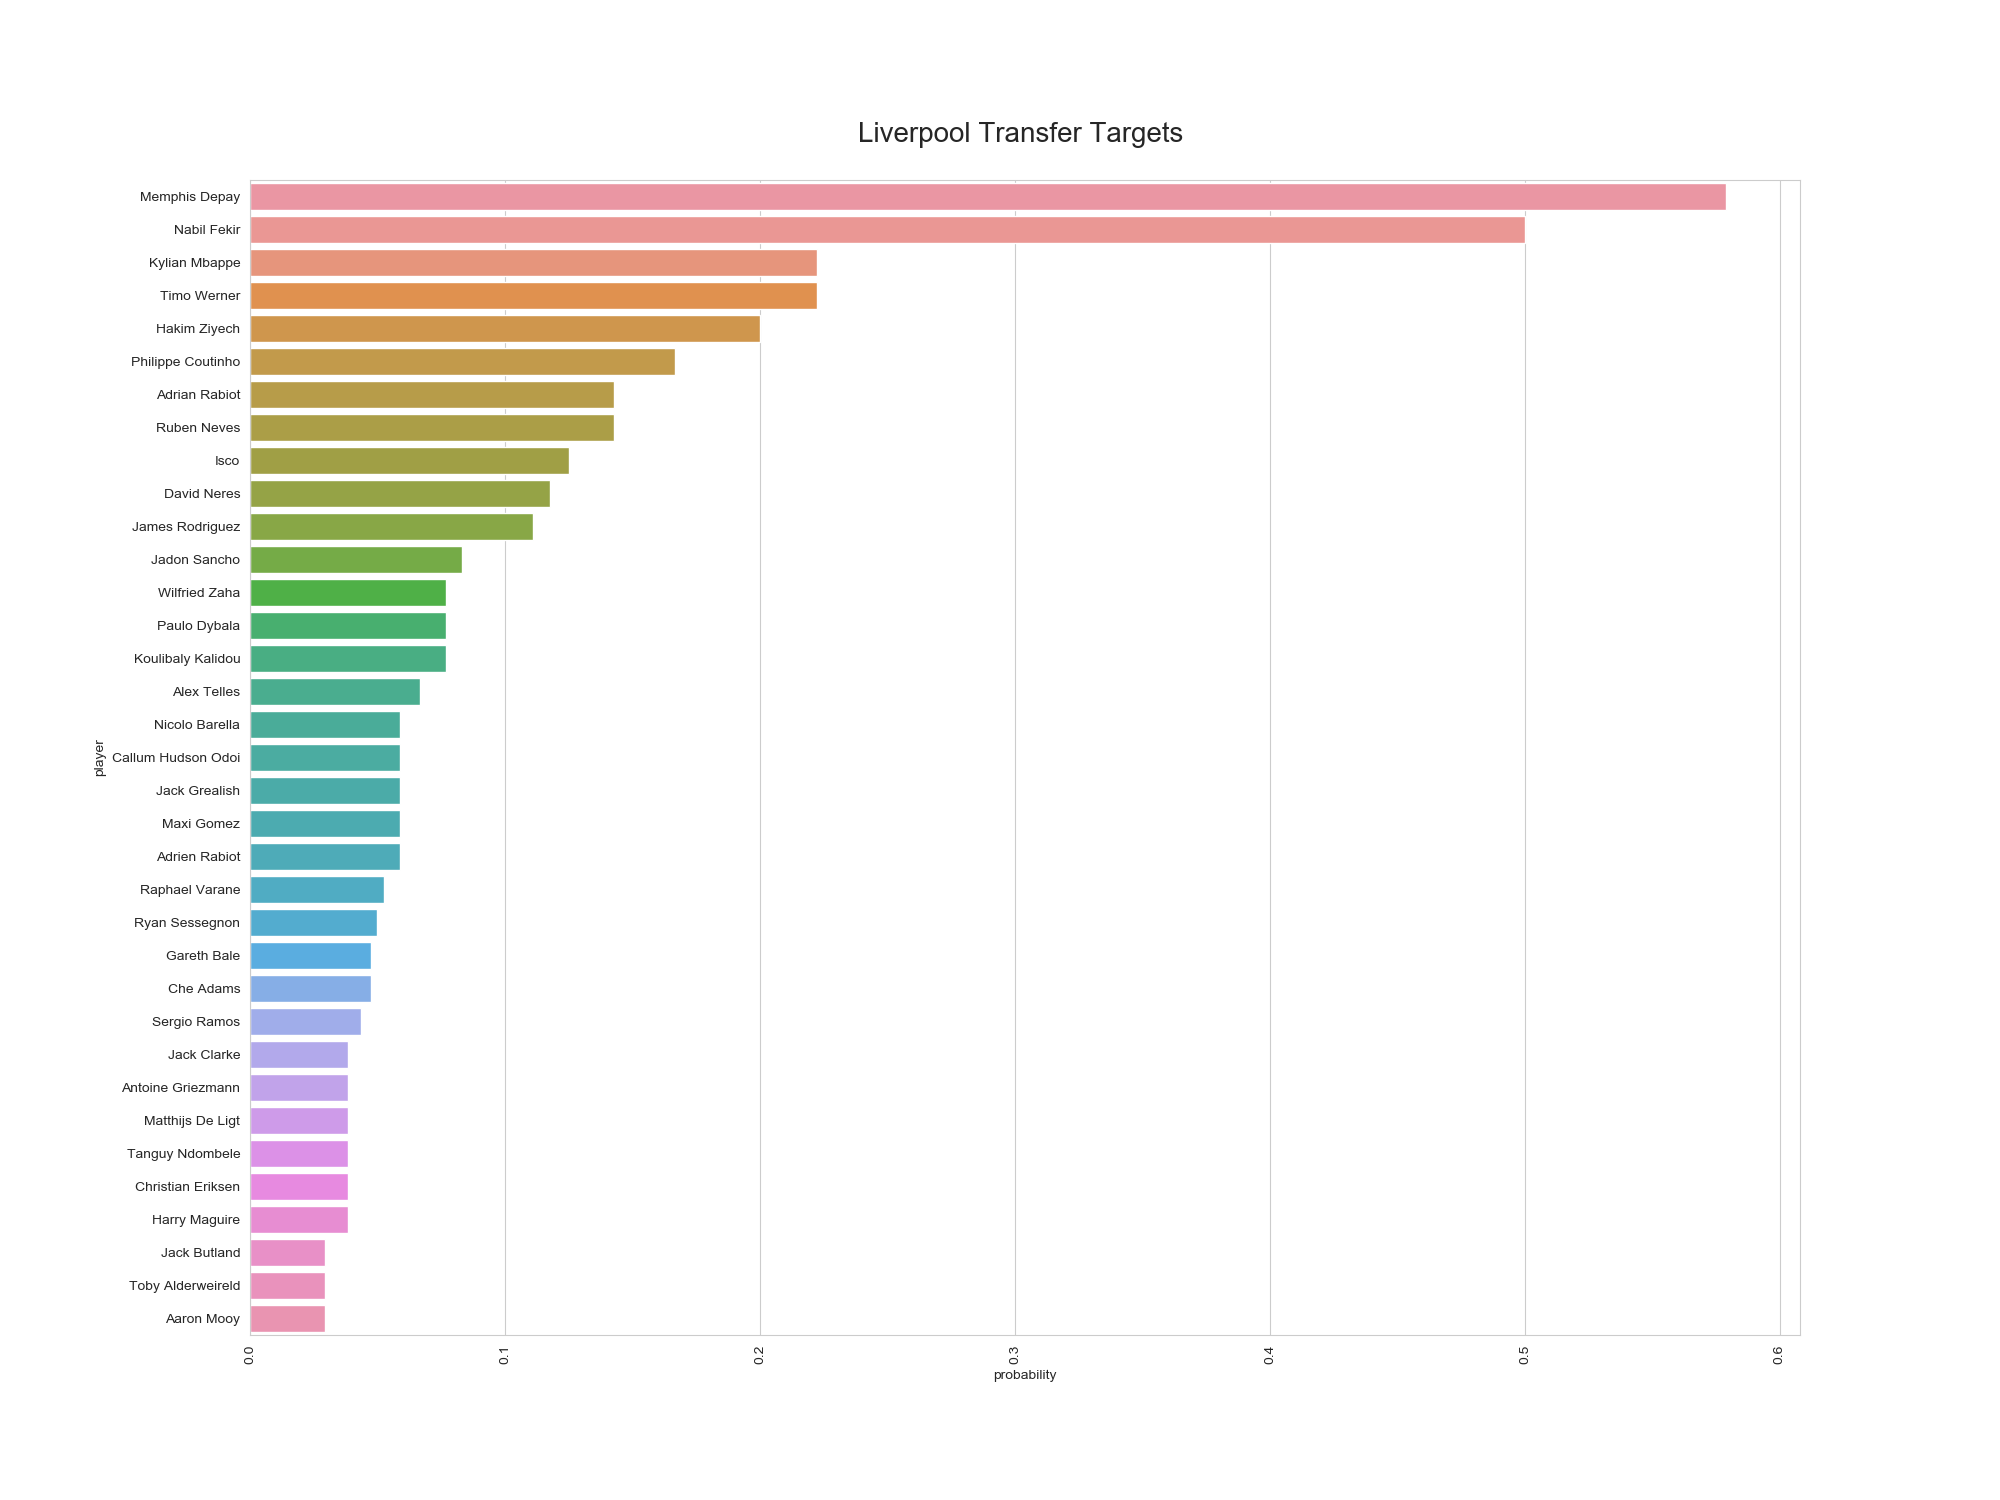 Liverpool Transfer Targets
Memphis Depay
Nabil Fekir
Kylian Mbappe
Timo Werner
Hakim Ziyech
Philippe Coutinho
Adrian Rabiot
Ruben Neves
Isco
David Neres
James Rodriguez
Jadon Sancho
Wilfried Zaha
Paulo Dybala
Koulibaly Kalidou
Alex Telles
Nicolo Barella
player
Callum Hudson Odoi
Jack Grealish
Maxi Gomez
Adrien Rabiot
Raphael Varane
Ryan Sessegnon
Gareth Bale
Che Adams
Sergio Ramos
Jack Clarke
Antoine Griezmann
Matthijs De Ligt
Tanguy Ndombele
Christian Eriksen
Harry Maguire
Jack Butland
Toby Alderweireld
Aaron Mooy
0.0 0.1 0.2 0.3 0.4 0.5 0.6
probability